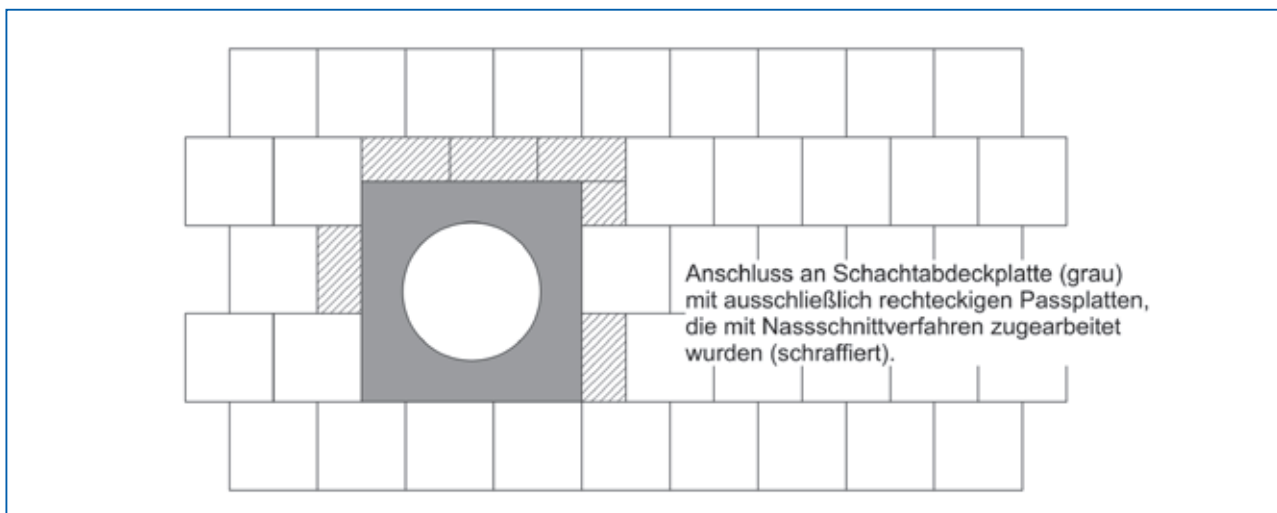 Anschluss an Schachtabdeckplatte (grau)
mit ausschließlich rechteckigen Passplatten,
die mit Nassschnittverfahren zugearbeitet
wurden (schraffiert).